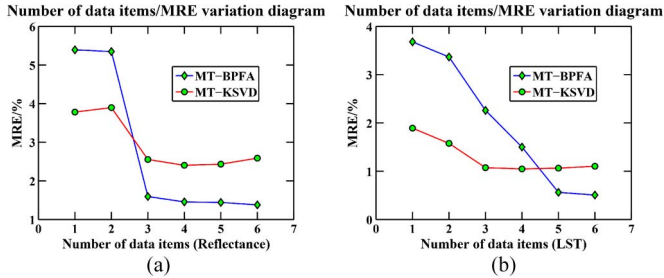 Number of data items/MRE variation diagram
6
5
4
3
2
1
MRE/%
MT−BPFA
MT−KSVD
0 1 2 3 4 5 6 7
Number of data items (Reflectance)
(a)
Number of data items/MRE variation diagram
4
3
2
1
0
MRE/%
MT−BPFA
MT−KSVD
0 1 2 3 4 5 6 7
Number of data items (LST)
(b)